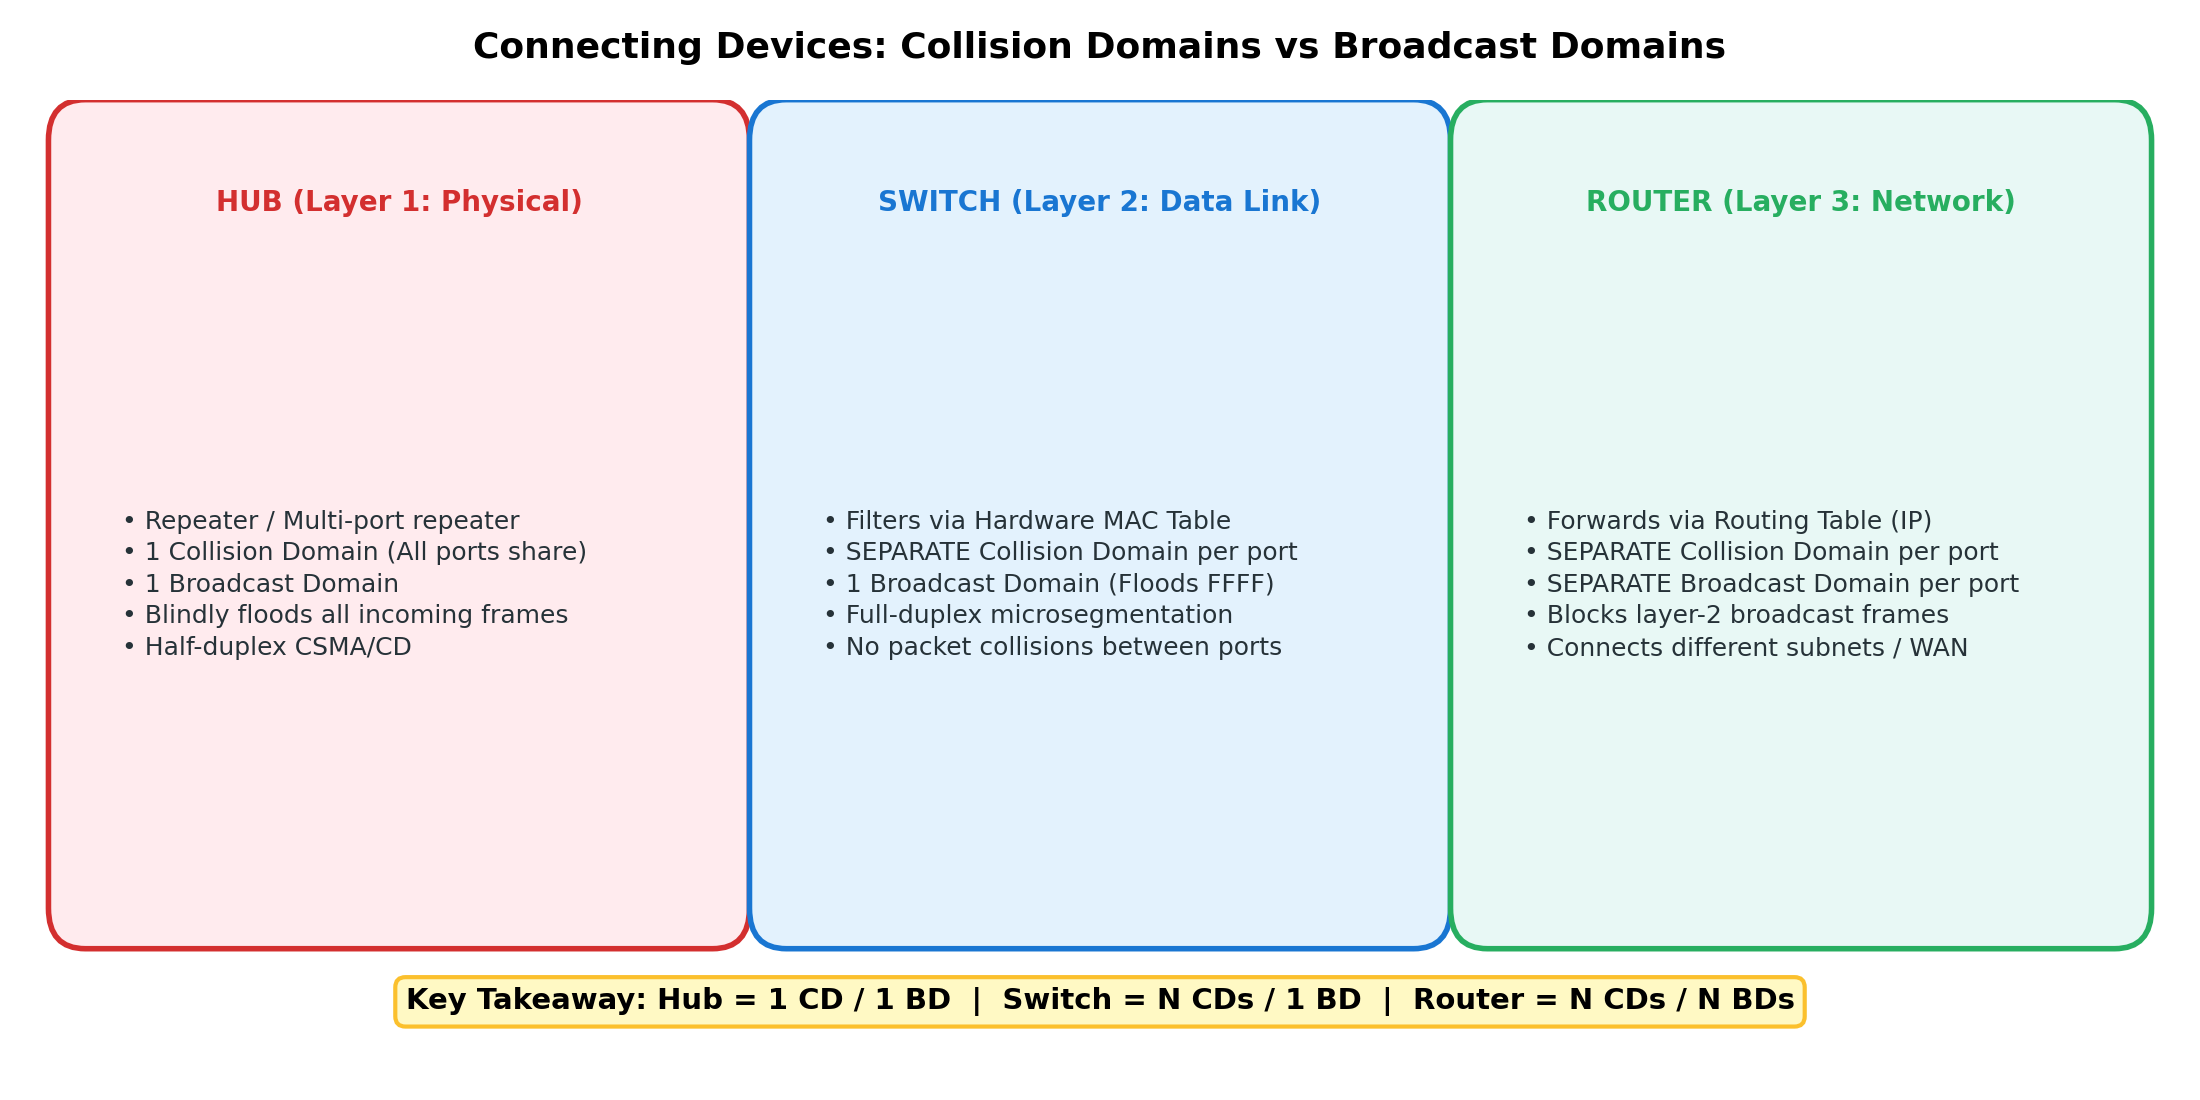 Connecting Devices: Collision Domains vs Broadcast Domains
HUB (Layer 1: Physical)
• Repeater / Multi-port repeater
• 1 Collision Domain (All ports share)
• 1 Broadcast Domain
• Blindly floods all incoming frames
• Half-duplex CSMA/CD
SWITCH (Layer 2: Data Link)
• Filters via Hardware MAC Table
• SEPARATE Collision Domain per port
• 1 Broadcast Domain (Floods FFFF)
• Full-duplex microsegmentation
• No packet collisions between ports
ROUTER (Layer 3: Network)
• Forwards via Routing Table (IP)
• SEPARATE Collision Domain per port
• SEPARATE Broadcast Domain per port
• Blocks layer-2 broadcast frames
• Connects different subnets / WAN
Key Takeaway: Hub = 1 CD / 1 BD | Switch = N CDs / 1 BD | Router = N CDs / N BDs